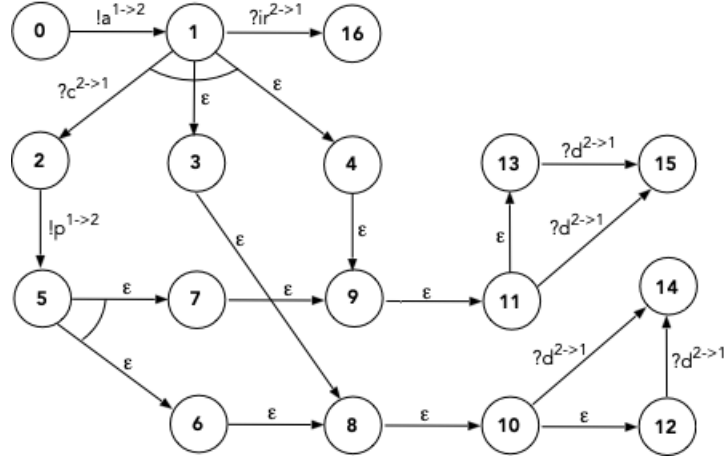 0 !a1->2 1 ?ir2->1 16
?c2->1 ε ε
2 3 4 13 ?d2->1 15
!p1->2 ε ε ε ?d2->1
5 ε 7 ε 9 ε 11 14
ε ?d2->1 ?d2->1
6 ε 8 ε 10 ε 12